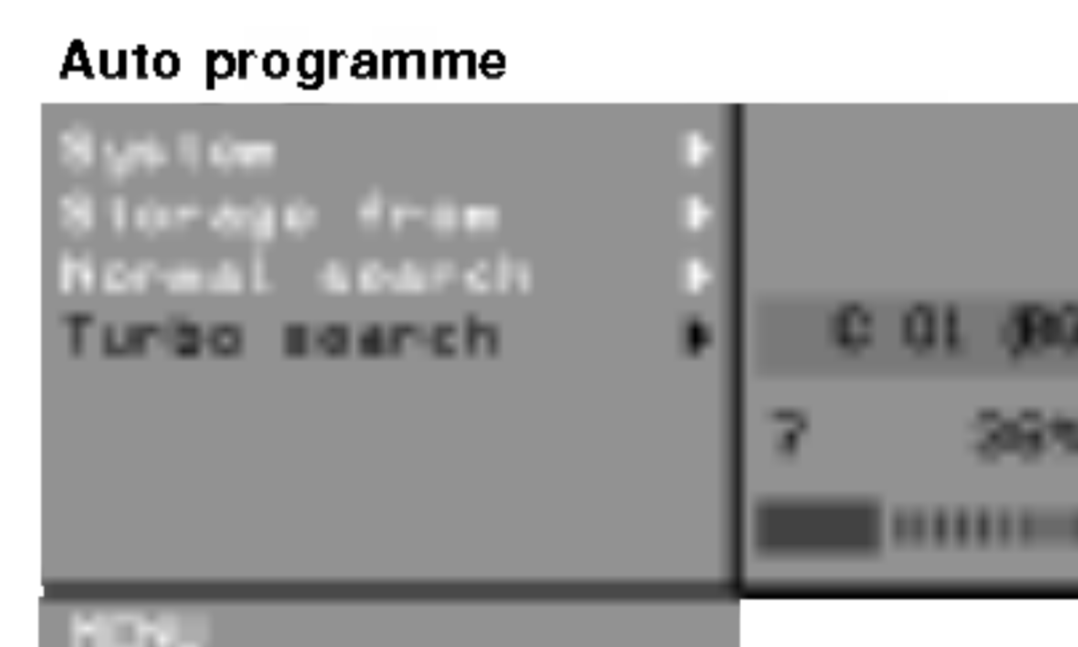 Auto programme
System
Storage from
Normal search
Turbo search
C 01
7
MENU